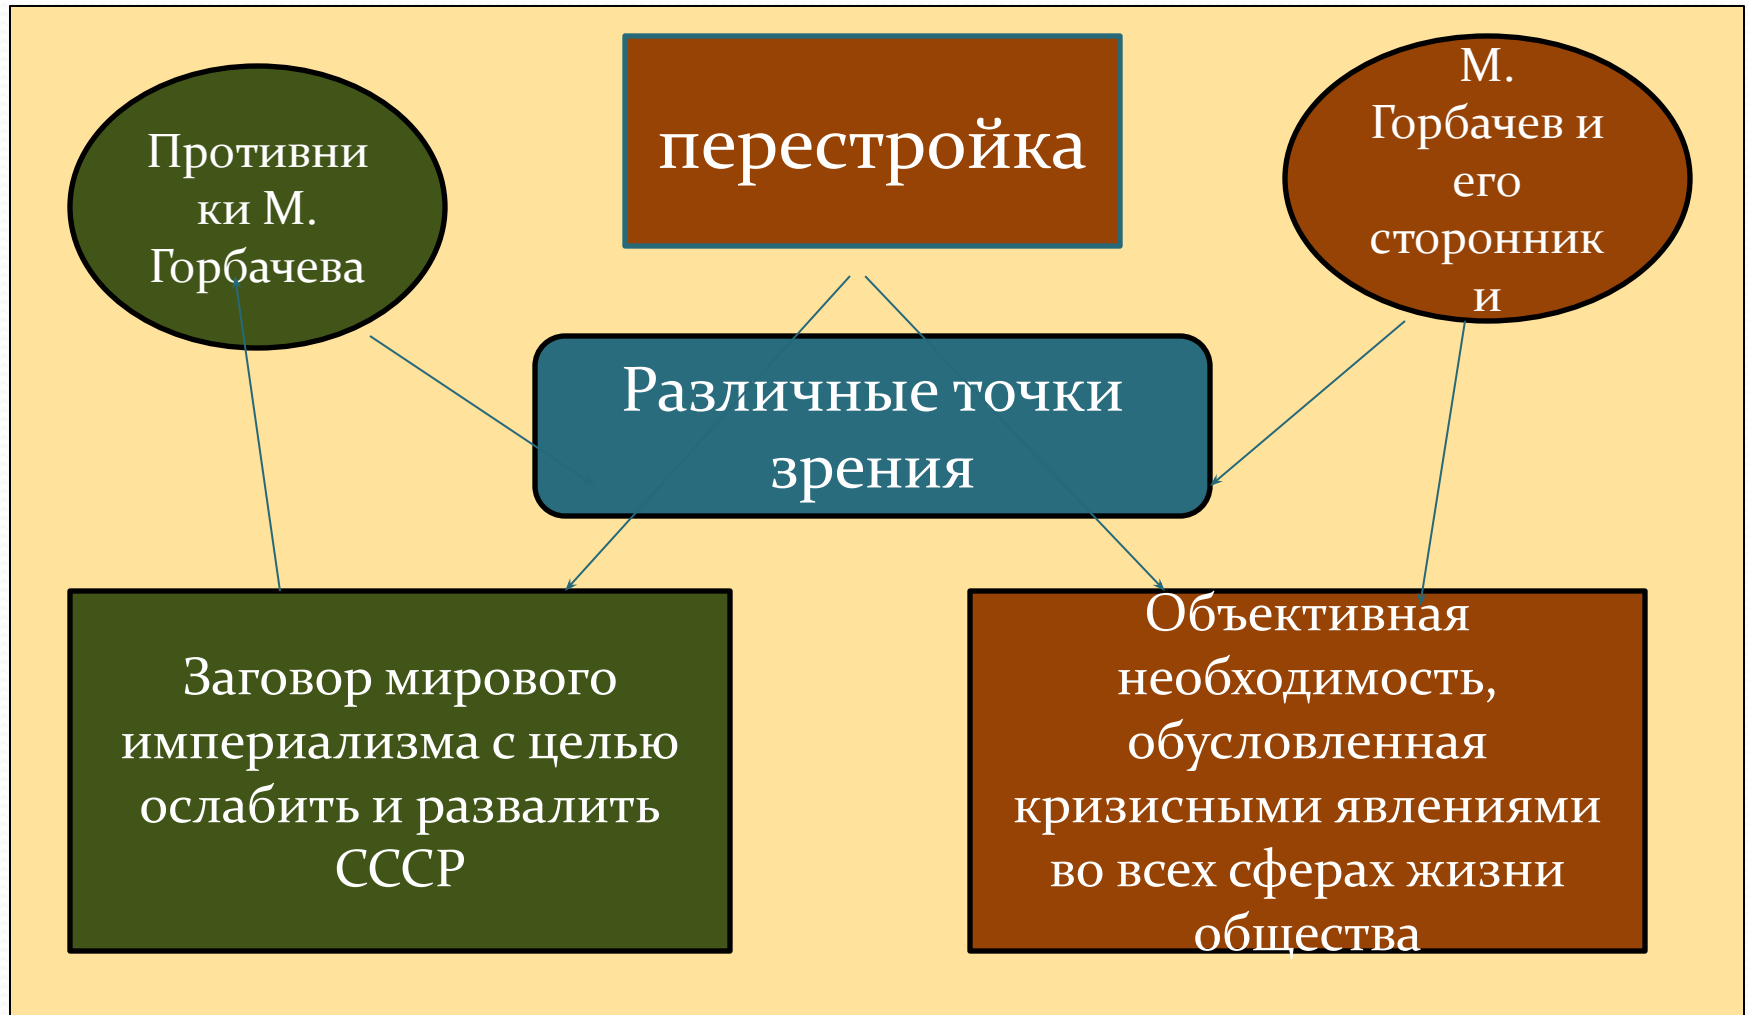 перестройка
Противни
ки М.
Горбачева
М.
Горбачев и
его
сторонник
и
Различные точки
зрения
Заговор мирового
империализма с целью
ослабить и развалить
СССР
Объективная
необходимость,
обусловленная
кризисными явлениями
во всех сферах жизни
общества